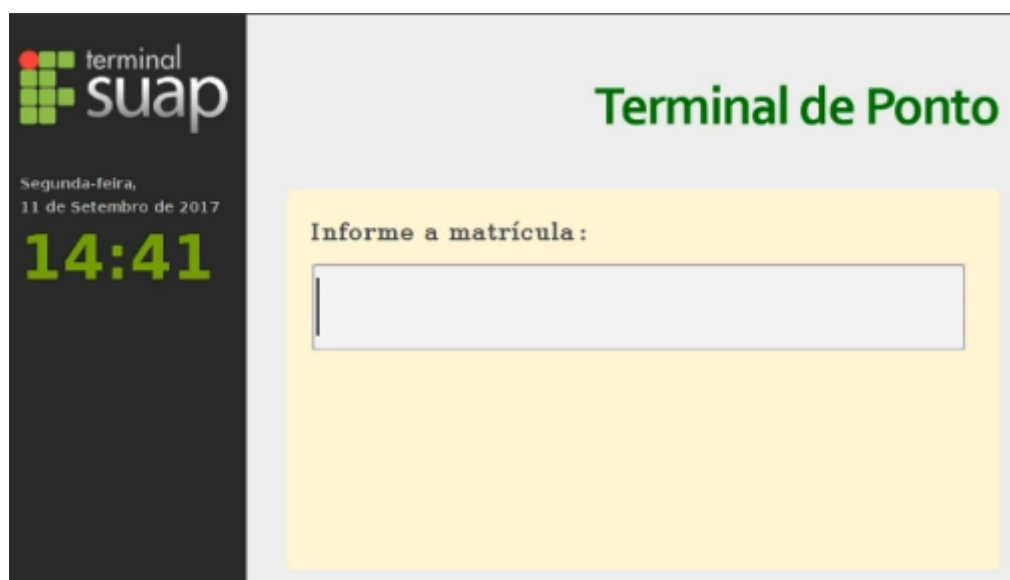 terminal
suap
Terminal de Ponto
Segunda-feira,
11 de Setembro de 2017
14:41
Informe a matrícula: